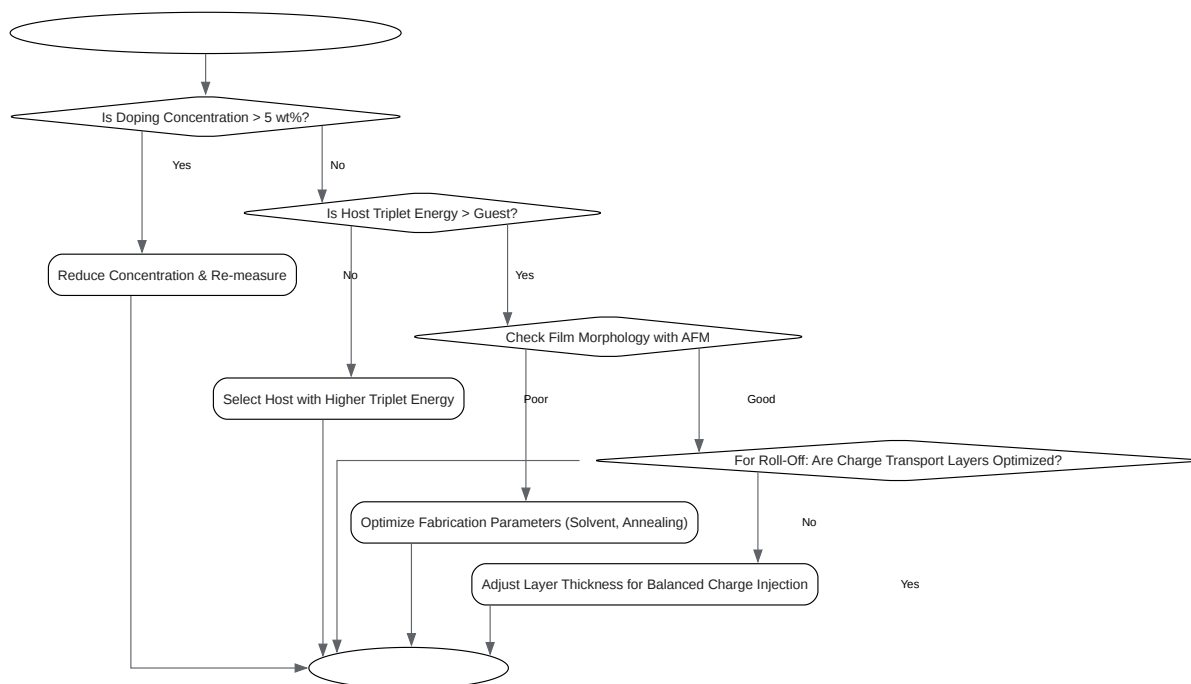 Is Doping Concentration > 5 wt%?
Yes
No
Is Host Triplet Energy > Guest?
Reduce Concentration & Re-measure
No
Yes
Check Film Morphology with AFM
Select Host with Higher Triplet Energy
Poor
Good
For Roll-Off: Are Charge Transport Layers Optimized?
Optimize Fabrication Parameters (Solvent, Annealing)
No
Adjust Layer Thickness for Balanced Charge Injection
Yes